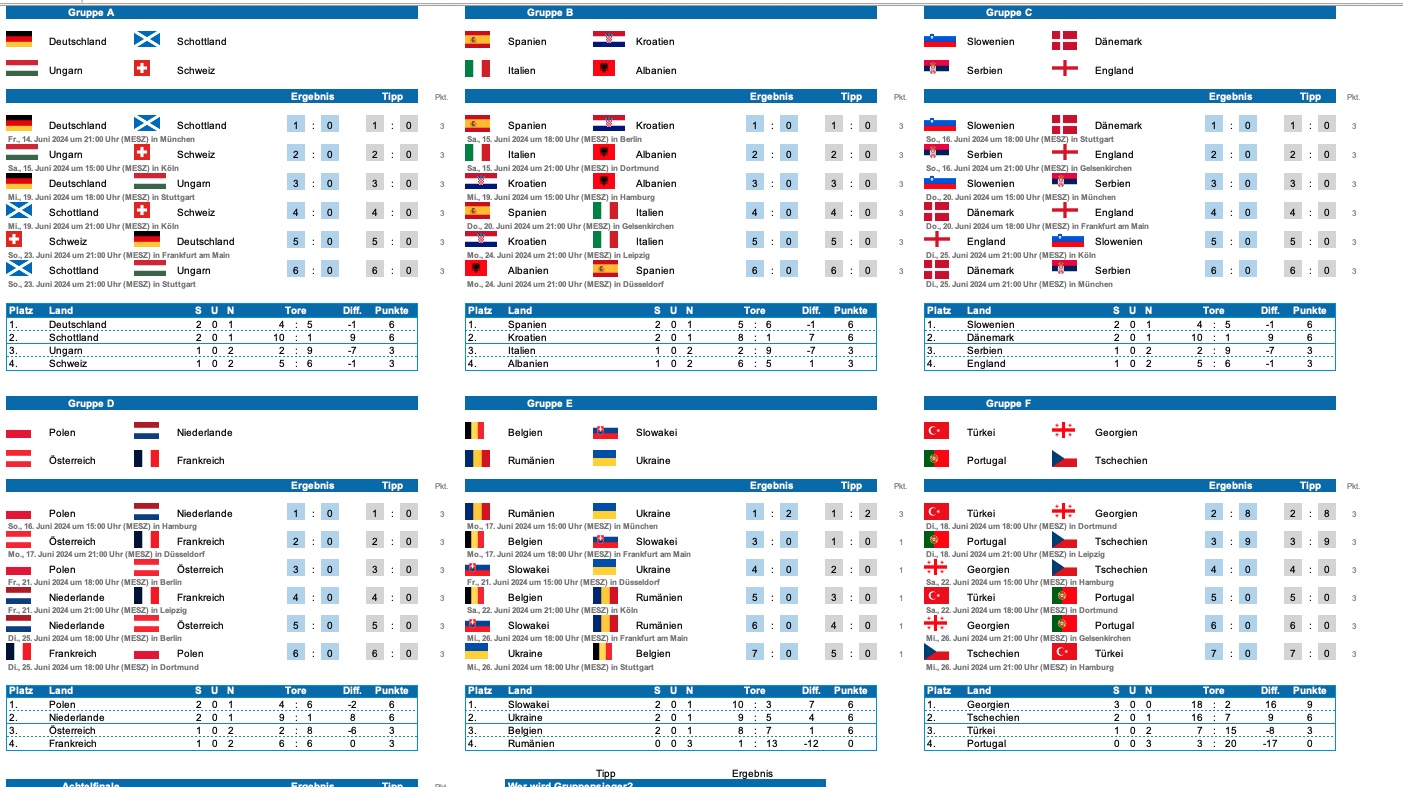 Gruppe A
Deutschland Schottland
Ungarn Schweiz
Ergebnis Tipp Pkt.
Deutschland Schottland 1 : 0 1 : 0 3
Fr., 14. Juni 2024 um 21:00 Uhr (MESZ) in München
Ungarn Schweiz 2 : 0 2 : 0 3
Sa., 15. Juni 2024 um 15:00 Uhr (MESZ) in Köln
Deutschland Ungarn 3 : 0 3 : 0 3
Mi., 19. Juni 2024 um 18:00 Uhr (MESZ) in Stuttgart
Schottland Schweiz 4 : 0 4 : 0 3
Mi., 19. Juni 2024 um 21:00 Uhr (MESZ) in Köln
Schweiz Deutschland 5 : 0 5 : 0 3
So., 23. Juni 2024 um 21:00 Uhr (MESZ) in Frankfurt am Main
Schottland Ungarn 6 : 0 6 : 0 3
So., 23. Juni 2024 um 21:00 Uhr (MESZ) in Stuttgart
Platz Land S U N Tore Diff. Punkte
1. Deutschland 2 0 1 4 : 5 -1 6
2. Schottland 2 0 1 10 : 1 9 6
3. Ungarn 1 0 2 2 : 9 -7 3
4. Schweiz 1 0 2 5 : 6 -1 3
Gruppe B
Spanien Kroatien
Italien Albanien
Ergebnis Tipp Pkt.
Spanien Kroatien 1 : 0 1 : 0 3
Sa., 15. Juni 2024 um 18:00 Uhr (MESZ) in Berlin
Italien Albanien 2 : 0 2 : 0 3
Sa., 15. Juni 2024 um 21:00 Uhr (MESZ) in Dortmund
Kroatien Albanien 3 : 0 3 : 0 3
Mi., 19. Juni 2024 um 15:00 Uhr (MESZ) in Hamburg
Spanien Italien 4 : 0 4 : 0 3
Do., 20. Juni 2024 um 21:00 Uhr (MESZ) in Gelsenkirchen
Kroatien Italien 5 : 0 5 : 0 3
Mo., 24. Juni 2024 um 21:00 Uhr (MESZ) in Leipzig
Albanien Spanien 6 : 0 6 : 0 3
Mo., 24. Juni 2024 um 21:00 Uhr (MESZ) in Düsseldorf
Platz Land S U N Tore Diff. Punkte
1. Spanien 2 0 1 5 : 6 -1 6
2. Kroatien 2 0 1 8 : 1 7 6
3. Italien 1 0 2 2 : 9 -7 3
4. Albanien 1 0 2 6 : 5 1 3
Gruppe C
Slowenien Dänemark
Serbien England
Ergebnis Tipp Pkt.
Slowenien Dänemark 1 : 0 1 : 0 3
So., 16. Juni 2024 um 18:00 Uhr (MESZ) in Stuttgart
Serbien England 2 : 0 2 : 0 3
So., 16. Juni 2024 um 21:00 Uhr (MESZ) in Gelsenkirchen
Slowenien Serbien 3 : 0 3 : 0 3
Do., 20. Juni 2024 um 15:00 Uhr (MESZ) in München
Dänemark England 4 : 0 4 : 0 3
Do., 20. Juni 2024 um 18:00 Uhr (MESZ) in Frankfurt am Main
England Slowenien 5 : 0 5 : 0 3
Di., 25. Juni 2024 um 21:00 Uhr (MESZ) in Köln
Dänemark Serbien 6 : 0 6 : 0 3
Di., 25. Juni 2024 um 21:00 Uhr (MESZ) in München
Platz Land S U N Tore Diff. Punkte
1. Slowenien 2 0 1 4 : 5 -1 6
2. Dänemark 2 0 1 10 : 1 9 6
3. Serbien 1 0 2 2 : 9 -7 3
4. England 1 0 2 5 : 6 -1 3
Gruppe D
Polen Niederlande
Österreich Frankreich
Ergebnis Tipp Pkt.
Polen Niederlande 1 : 0 1 : 0 3
So., 16. Juni 2024 um 15:00 Uhr (MESZ) in Hamburg
Österreich Frankreich 2 : 0 2 : 0 3
Mo., 17. Juni 2024 um 21:00 Uhr (MESZ) in Düsseldorf
Polen Österreich 3 : 0 3 : 0 3
Fr., 21. Juni 2024 um 18:00 Uhr (MESZ) in Berlin
Niederlande Frankreich 4 : 0 4 : 0 3
Fr., 21. Juni 2024 um 21:00 Uhr (MESZ) in Leipzig
Niederlande Österreich 5 : 0 5 : 0 3
Di., 25. Juni 2024 um 18:00 Uhr (MESZ) in Berlin
Frankreich Polen 6 : 0 6 : 0 3
Di., 25. Juni 2024 um 18:00 Uhr (MESZ) in Dortmund
Platz Land S U N Tore Diff. Punkte
1. Polen 2 0 1 4 : 6 -2 6
2. Niederlande 2 0 1 9 : 1 8 6
3. Österreich 1 0 2 2 : 8 -6 3
4. Frankreich 1 0 2 6 : 6 0 3
Gruppe E
Belgien Slowakei
Rumänien Ukraine
Ergebnis Tipp Pkt.
Rumänien Ukraine 1 : 2 1 : 2 3
Mo., 17. Juni 2024 um 15:00 Uhr (MESZ) in München
Belgien Slowakei 3 : 0 1 : 0 1
Mo., 17. Juni 2024 um 18:00 Uhr (MESZ) in Frankfurt am Main
Slowakei Ukraine 4 : 0 2 : 0 1
Fr., 21. Juni 2024 um 15:00 Uhr (MESZ) in Düsseldorf
Belgien Rumänien 5 : 0 3 : 0 1
Sa., 22. Juni 2024 um 21:00 Uhr (MESZ) in Köln
Slowakei Rumänien 6 : 0 4 : 0 1
Mi., 26. Juni 2024 um 18:00 Uhr (MESZ) in Frankfurt am Main
Ukraine Belgien 7 : 0 5 : 0 1
Mi., 26. Juni 2024 um 18:00 Uhr (MESZ) in Stuttgart
Platz Land S U N Tore Diff. Punkte
1. Slowakei 2 0 1 10 : 3 7 6
2. Ukraine 2 0 1 9 : 5 4 6
3. Belgien 2 0 1 8 : 7 1 6
4. Rumänien 0 0 3 1 : 13 -12 0
Gruppe F
Türkei Georgien
Portugal Tschechien
Ergebnis Tipp Pkt.
Türkei Georgien 2 : 8 2 : 8 3
Di., 18. Juni 2024 um 18:00 Uhr (MESZ) in Dortmund
Portugal Tschechien 3 : 9 3 : 9 3
Di., 18. Juni 2024 um 21:00 Uhr (MESZ) in Leipzig
Georgien Tschechien 4 : 0 4 : 0 3
Sa., 22. Juni 2024 um 15:00 Uhr (MESZ) in Hamburg
Türkei Portugal 5 : 0 5 : 0 3
Sa., 22. Juni 2024 um 18:00 Uhr (MESZ) in Dortmund
Georgien Portugal 6 : 0 6 : 0 3
Mi., 26. Juni 2024 um 21:00 Uhr (MESZ) in Gelsenkirchen
Tschechien Türkei 7 : 0 7 : 0 3
Mi., 26. Juni 2024 um 21:00 Uhr (MESZ) in Hamburg
Platz Land S U N Tore Diff. Punkte
1. Georgien 3 0 0 18 : 2 16 9
2. Tschechien 2 0 1 16 : 7 9 6
3. Türkei 1 0 2 7 : 15 -8 3
4. Portugal 0 0 3 3 : 20 -17 0
Tipp Ergebnis
Achtelfinale Ergebnis Tipp Pkt.
Wer wird Gruppensieger?